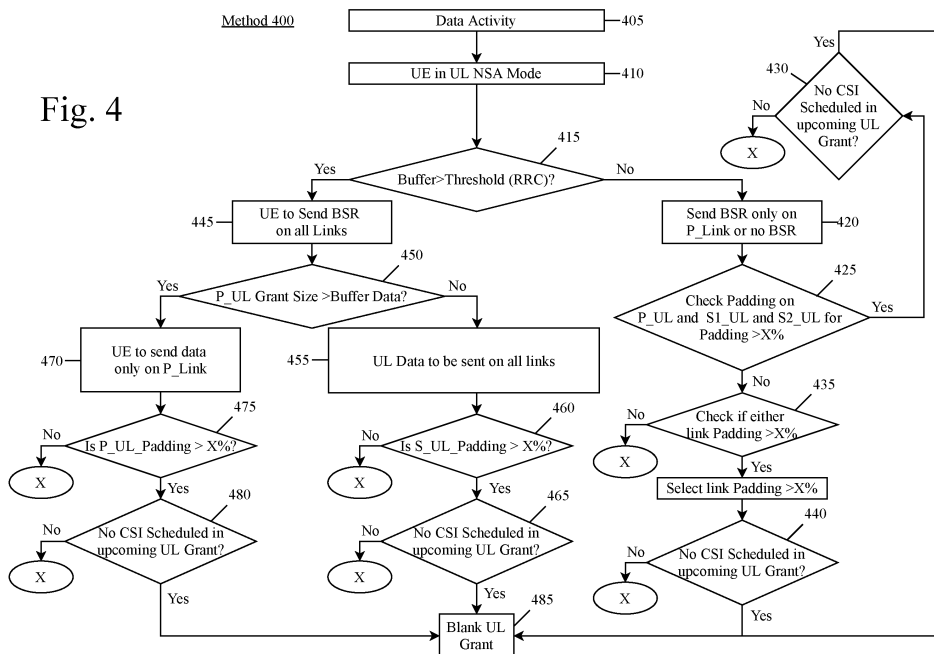 Method 400
Fig. 4
Data Activity
405
UE in UL NSA Mode
410
415
Buffer>Threshold (RRC)?
Yes
No
445
UE to Send BSR
on all Links
Send BSR only on
P_Link or no BSR
420
450
P_UL Grant Size >Buffer Data?
Yes
No
425
Check Padding on
P_UL and S1_UL and S2_UL for
Padding >X%
Yes
No
430
No CSI Scheduled in
upcoming UL
Grant?
Yes
No
X
470
UE to send data
only on P_Link
455
UL Data to be sent on all links
435
Check if either
link Padding >X%
No
X
Yes
475
Is P_UL_Padding > X%?
No
X
Yes
460
Is S_UL_Padding > X%?
No
X
Yes
Select link Padding >X%
480
No CSI Scheduled in
upcoming UL Grant?
No
X
Yes
465
No CSI Scheduled in
upcoming UL Grant?
No
X
Yes
440
No CSI Scheduled in
upcoming UL Grant?
No
X
Yes
485
Blank UL
Grant